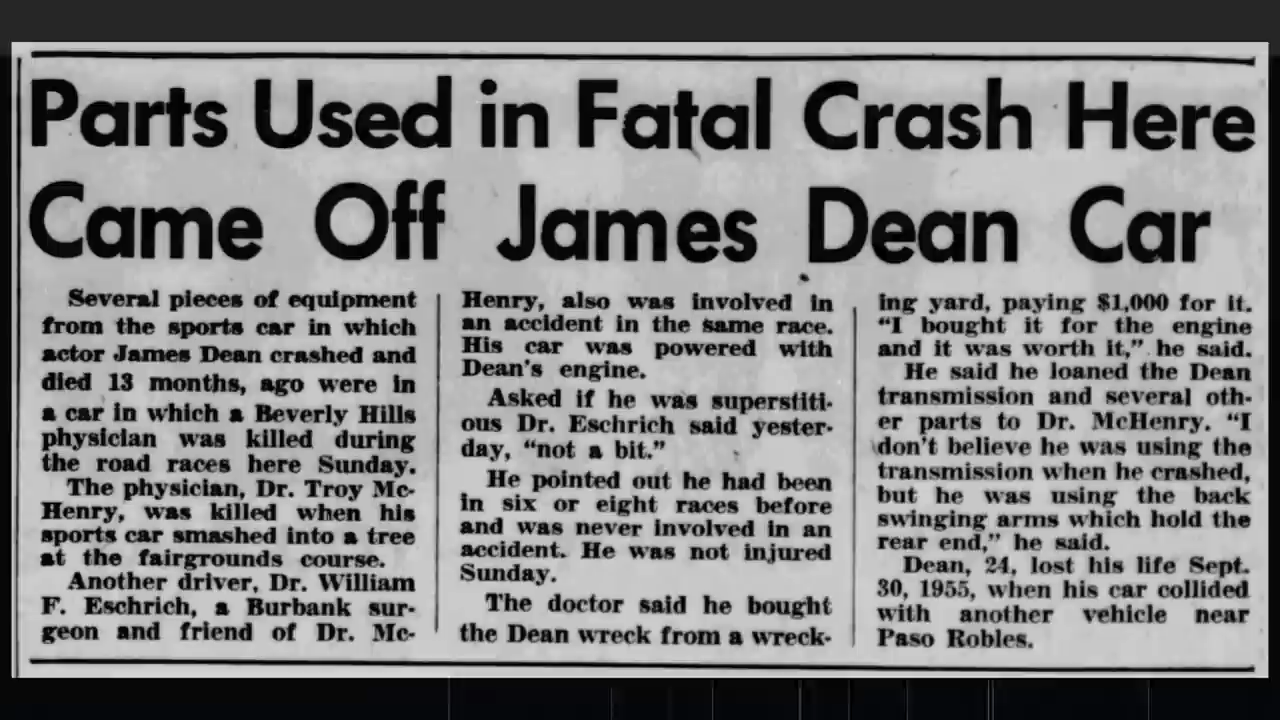 Parts Used in Fatal Crash Here
Came Off James Dean Car
Several pieces of equipment
from the sports car in which
actor James Dean crashed and
died 13 months, ago were in
a car in which a Beverly Hills
physician was killed during
the road races here Sunday.
The physician, Dr. Troy Mc-
Henry, was killed when his
sports car smashed into a tree
at the fairgrounds course.
Another driver, Dr. William
F. Eschrich, a Burbank sur-
geon and friend of Dr. Mc-
Henry, also was involved in
an accident in the same race.
His car was powered with
Dean's engine.
Asked if he was superstiti-
ous Dr. Eschrich said yester-
day, "not a bit."
He pointed out he had been
in six or eight races before
and was never involved in an
accident. He was not injured
Sunday.
The doctor said he bought
the Dean wreck from a wreck-
ing yard, paying $1,000 for it.
"I bought it for the engine
and it was worth it," he said.
He said he loaned the Dean
transmission and several oth-
er parts to Dr. McHenry. "I
don't believe he was using the
transmission when he crashed,
but he was using the back
swinging arms which hold the
rear end," he said.
Dean, 24, lost his life Sept.
30, 1955, when his car collided
with another vehicle near
Paso Robles.